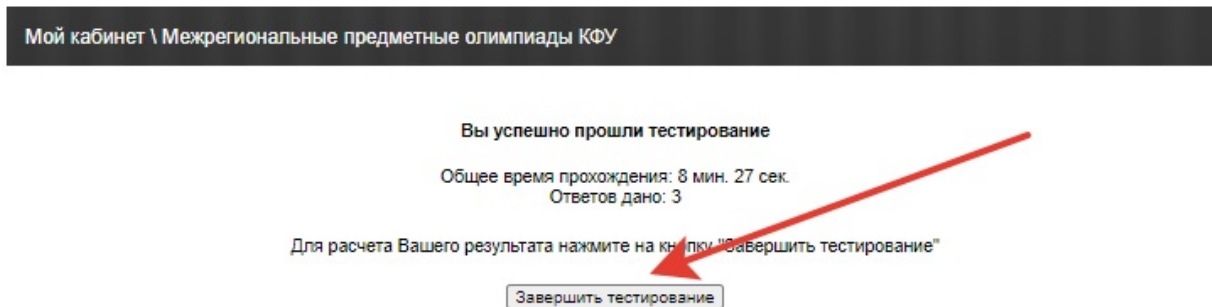 Мой кабинет \ Межрегиональные предметные олимпиады КФУ
Вы успешно прошли тестирование
Общее время прохождения: 8 мин. 27 сек.
Ответов дано: 3
Для расчета Вашего результата нажмите на кнопку "Завершить тестирование"
Завершить тестирование